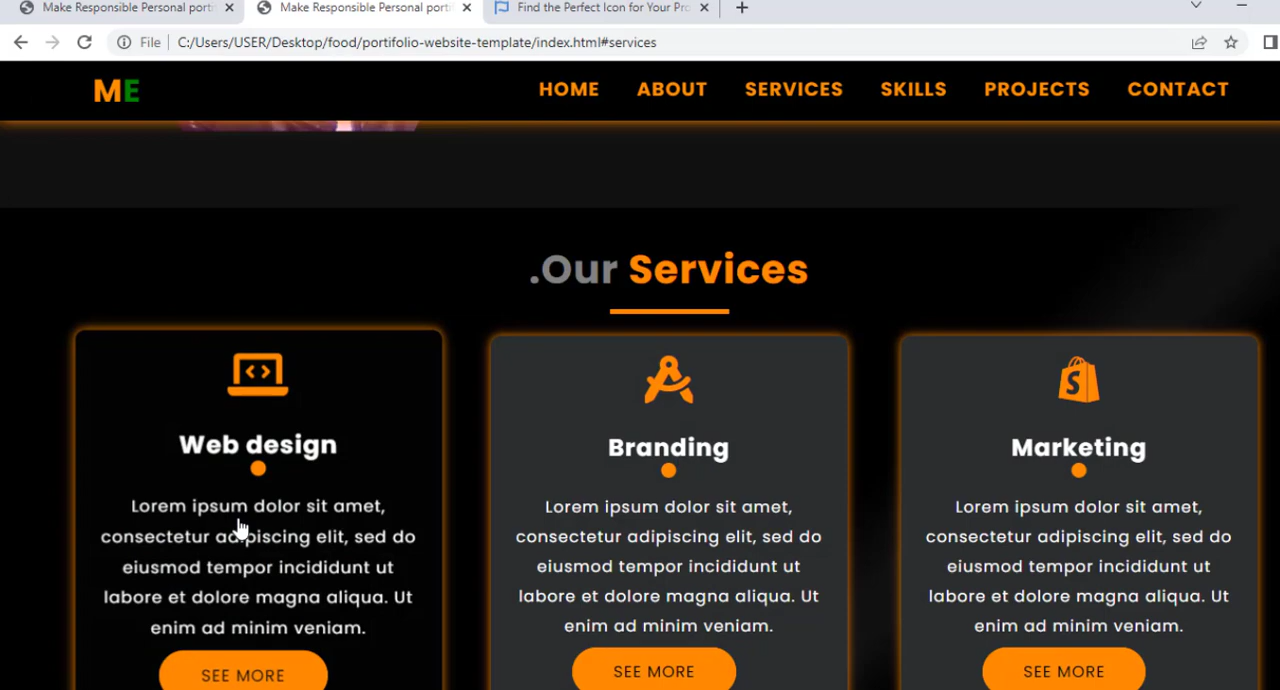 Make Responsible Personal porti
Make Responsible Personal porti
Find the Perfect Icon for Your Pro
File
C:/Users/USER/Desktop/food/portifolio-website-template/index.html#services
ME
HOME
ABOUT
SERVICES
SKILLS
PROJECTS
CONTACT
.Our Services
Web design
Lorem ipsum dolor sit amet,
consectetur adipiscing elit, sed do
eiusmod tempor incididunt ut
labore et dolore magna aliqua. Ut
enim ad minim veniam.
SEE MORE
Branding
Lorem ipsum dolor sit amet,
consectetur adipiscing elit, sed do
eiusmod tempor incididunt ut
labore et dolore magna aliqua. Ut
enim ad minim veniam.
SEE MORE
Marketing
Lorem ipsum dolor sit amet,
consectetur adipiscing elit, sed do
eiusmod tempor incididunt ut
labore et dolore magna aliqua. Ut
enim ad minim veniam.
SEE MORE